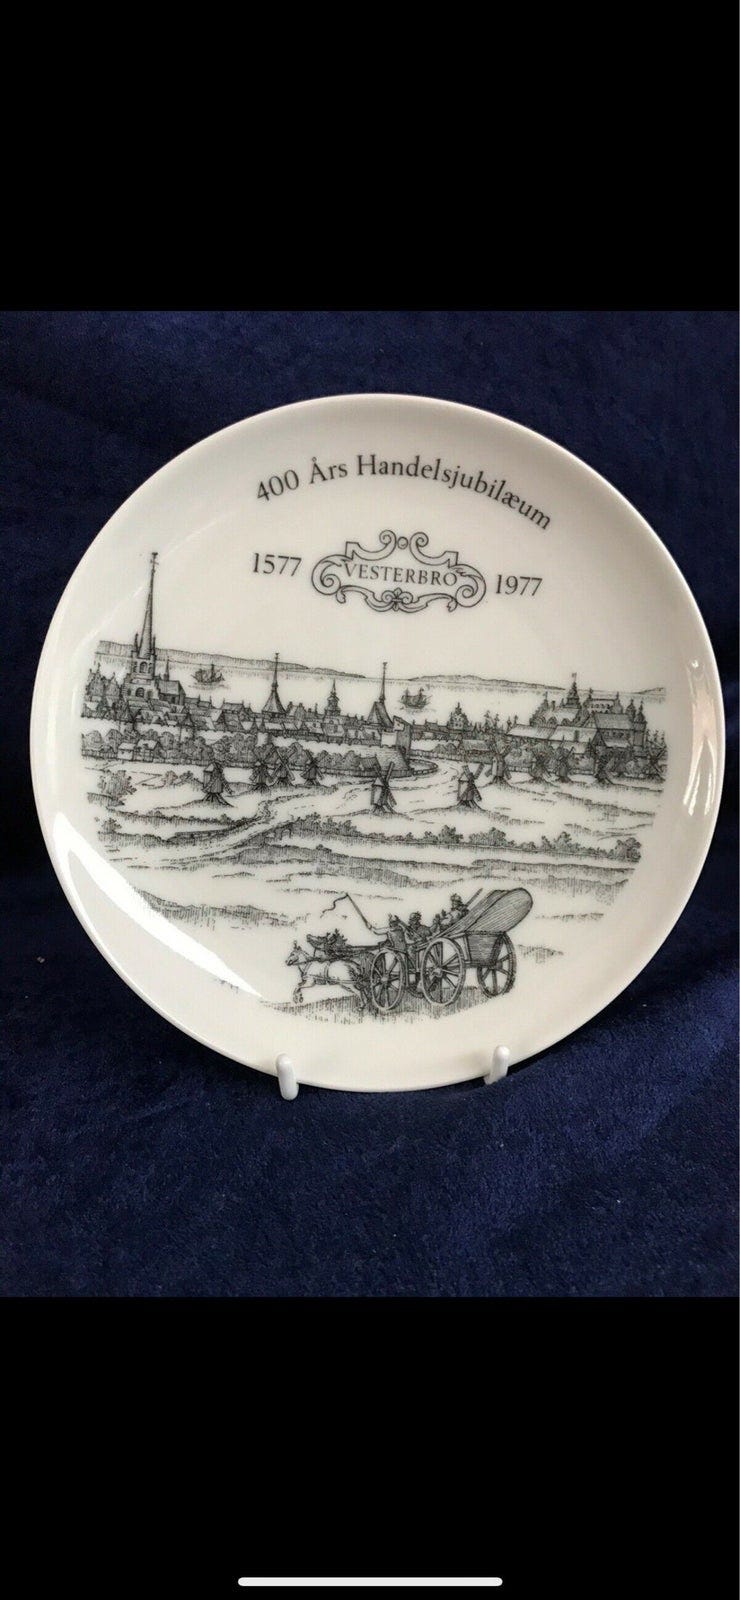 400 Års Handelsjubilæum
1577 VESTERBRO 1977